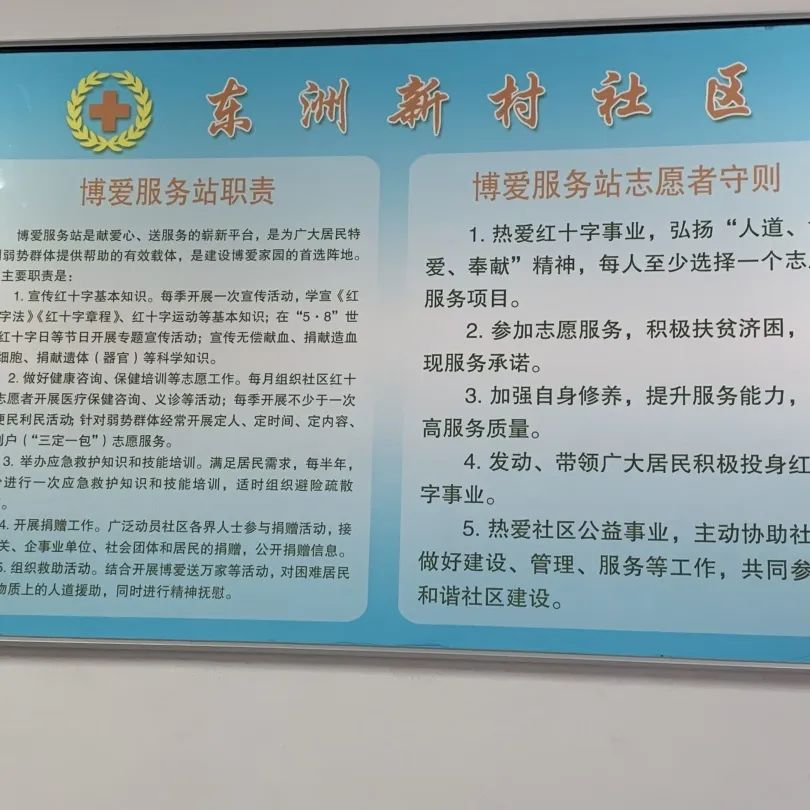 东洲新村社区
博爱服务站职责
博爱服务站是献爱心、送服务的崭新平台，是为广大居民特
别弱势群体提供帮助的有效载体，是建设博爱家园的首选阵地。
主要职责是：
1. 宣传红十字基本知识。每季开展一次宣传活动，学宣《红
字法》《红十字章程》、红十字运动等基本知识；在“5·8”世
红十字日等节日开展专题宣传活动；宣传无偿献血、捐献造血
细胞、捐献遗体（器官）等科学知识。
2. 做好健康咨询、保健培训等志愿工作。每月组织社区红十
志愿者开展医疗保健咨询、义诊等活动；每季开展不少于一次
便民利民活动；针对弱势群体经常开展定人、定时间、定内容、
到户（“三定一包”）志愿服务。
3. 举办应急救护知识和技能培训。满足居民需求，每半年，
进行一次应急救护知识和技能培训，适时组织避险疏散
。
4. 开展捐赠工作。广泛动员社区各界人士参与捐赠活动，接
关、企事业单位、社会团体和居民的捐赠，公开捐赠信息。
5. 组织救助活动。结合开展博爱送万家等活动，对困难居民
物质上的人道援助，同时进行精神抚慰。
博爱服务站志愿者守则
1. 热爱红十字事业，弘扬“人道、
爱、奉献”精神，每人至少选择一个志
服务项目。
2. 参加志愿服务，积极扶贫济困，
现服务承诺。
3. 加强自身修养，提升服务能力，
高服务质量。
4. 发动、带领广大居民积极投身红
字事业。
5. 热爱社区公益事业，主动协助社
做好建设、管理、服务等工作，共同参
和谐社区建设。